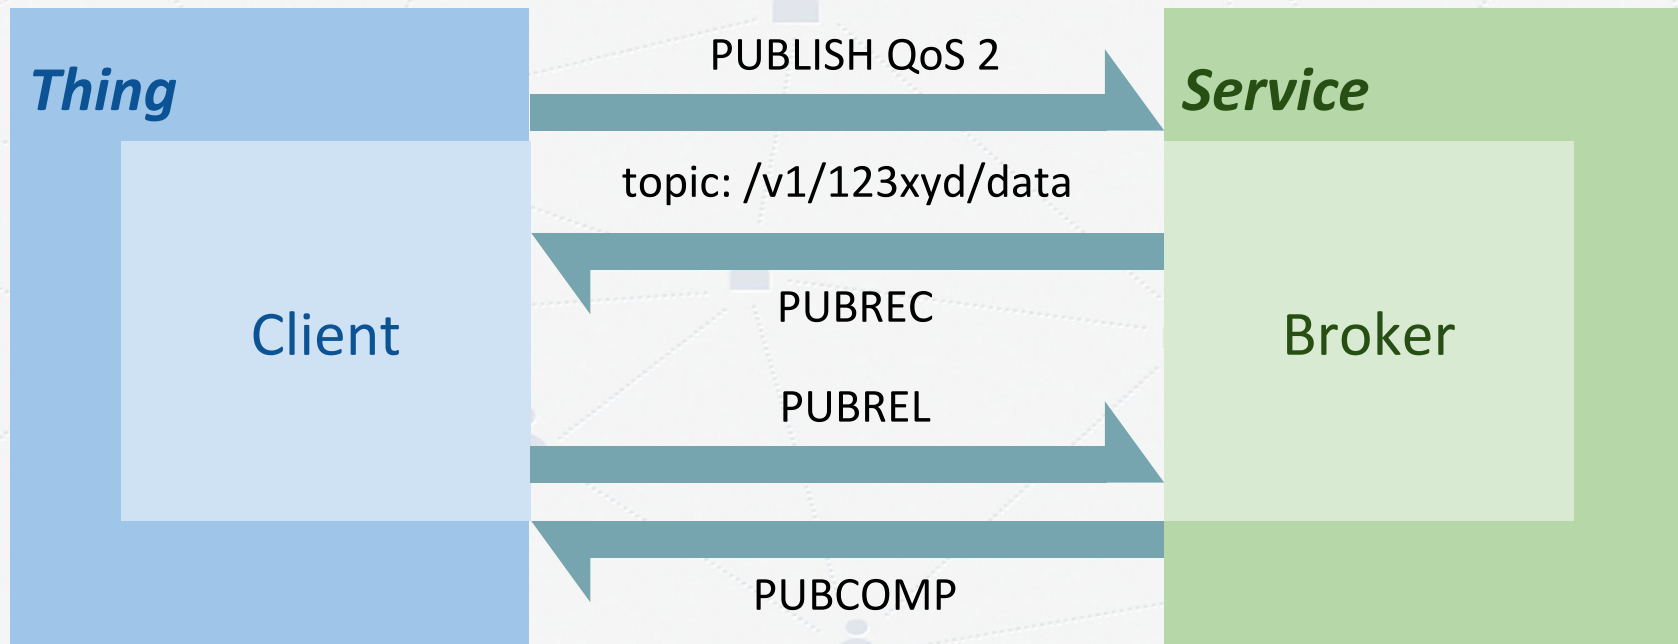 Thing
Client
PUBLISH QoS 2
topic: /v1/123xyd/data
PUBREC
PUBREL
PUBCOMP
Service
Broker